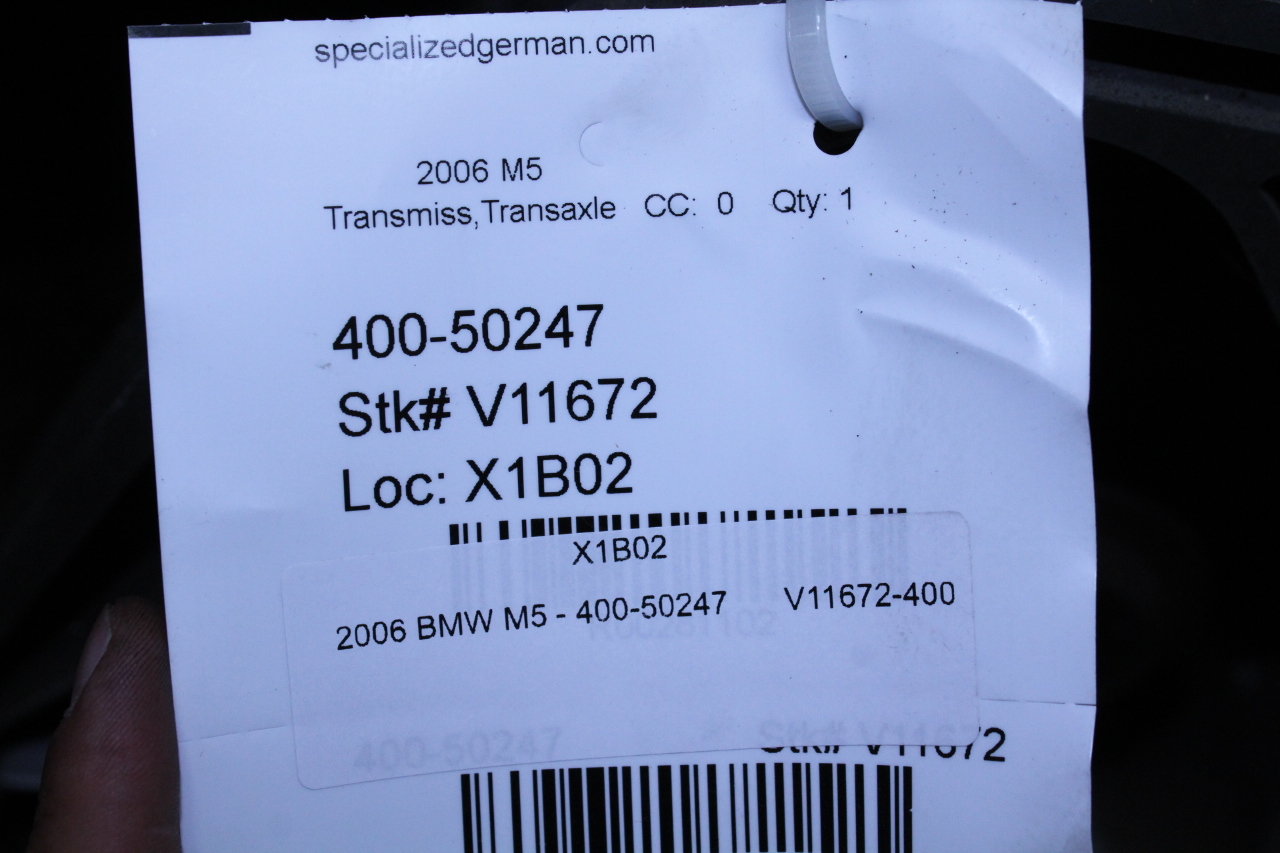 specializedgerman.com
2006 M5
Transmiss,Transaxle CC: 0 Qty: 1
400-50247
Stk# V11672
Loc: X1B02
X1B02
2006 BMW M5 - 400-50247 V11672-400
400-50247 Stk# V11672